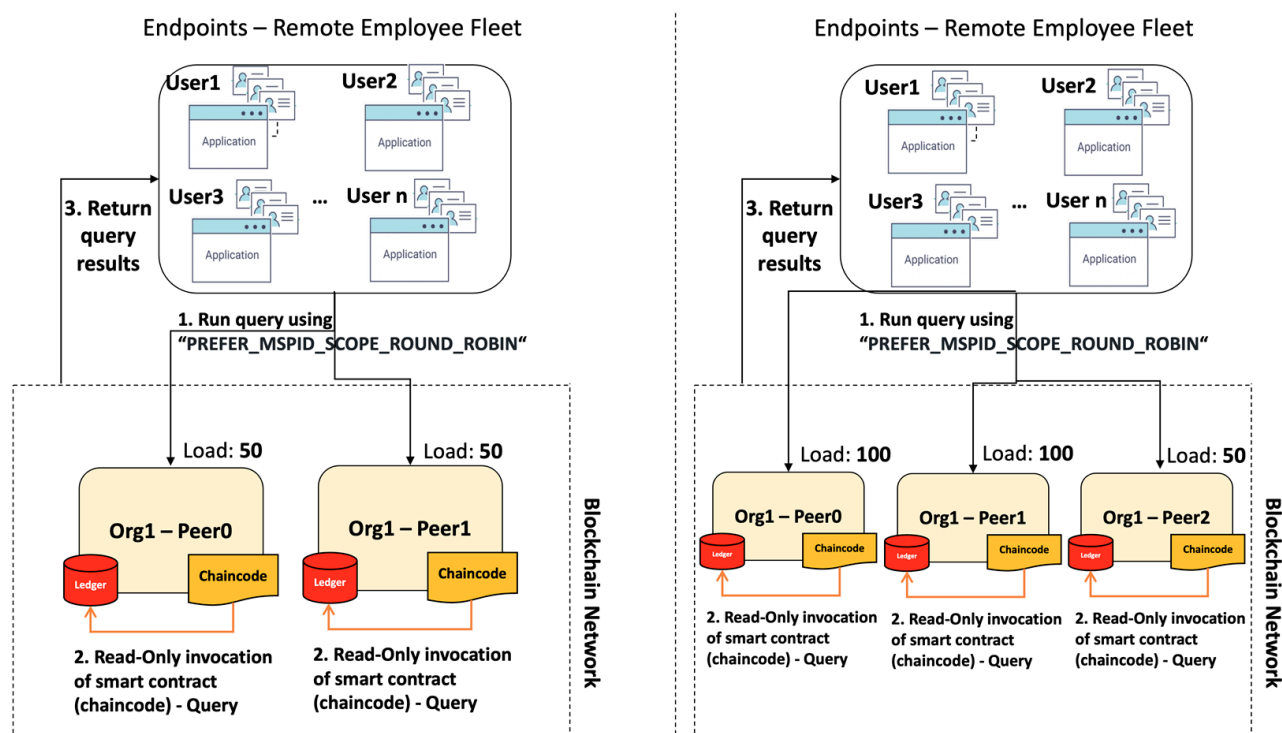 Endpoints – Remote Employee Fleet
User1
User2
Application
Application
User3
...
User n
Application
Application
3. Return
query
results
1. Run query using
“PREFER_MSPID_SCOPE_ROUND_ROBIN“
Load: 50
Load: 50
Org1 – Peer0
Org1 – Peer1
Ledger
Chaincode
Ledger
Chaincode
2. Read-Only invocation
of smart contract
(chaincode) - Query
2. Read-Only invocation
of smart contract
(chaincode) - Query
Blockchain Network
Endpoints – Remote Employee Fleet
User1
User2
Application
Application
User3
...
User n
Application
Application
3. Return
query
results
1. Run query using
“PREFER_MSPID_SCOPE_ROUND_ROBIN“
Load: 100
Load: 100
Load: 50
Org1 – Peer0
Org1 – Peer1
Org1 – Peer2
Ledger
Chaincode
Ledger
Chaincode
Ledger
Chaincode
2. Read-Only invocation
of smart contract
(chaincode) - Query
2. Read-Only invocation
of smart contract
(chaincode) - Query
2. Read-Only invocation
of smart contract
(chaincode) - Query
Blockchain Network